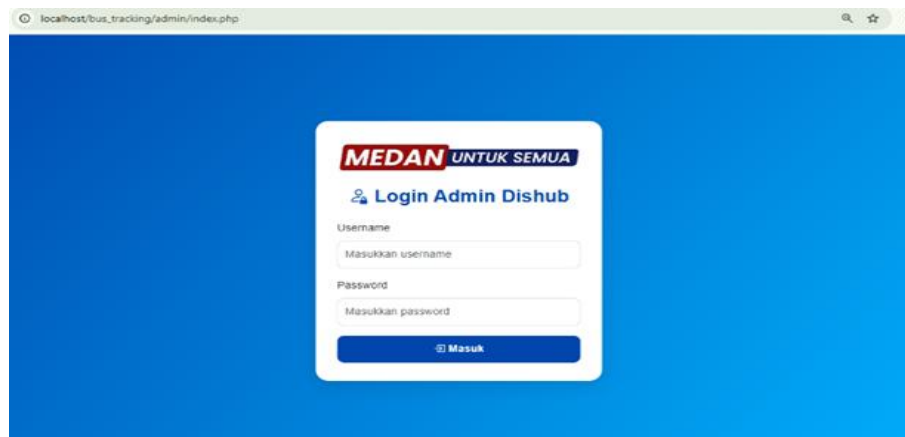 localhost/bus_tracking/admin/index.php
MEDAN UNTUK SEMUA
Login Admin Dishub
Username
Masukkan username
Password
Masukkan password
Masuk